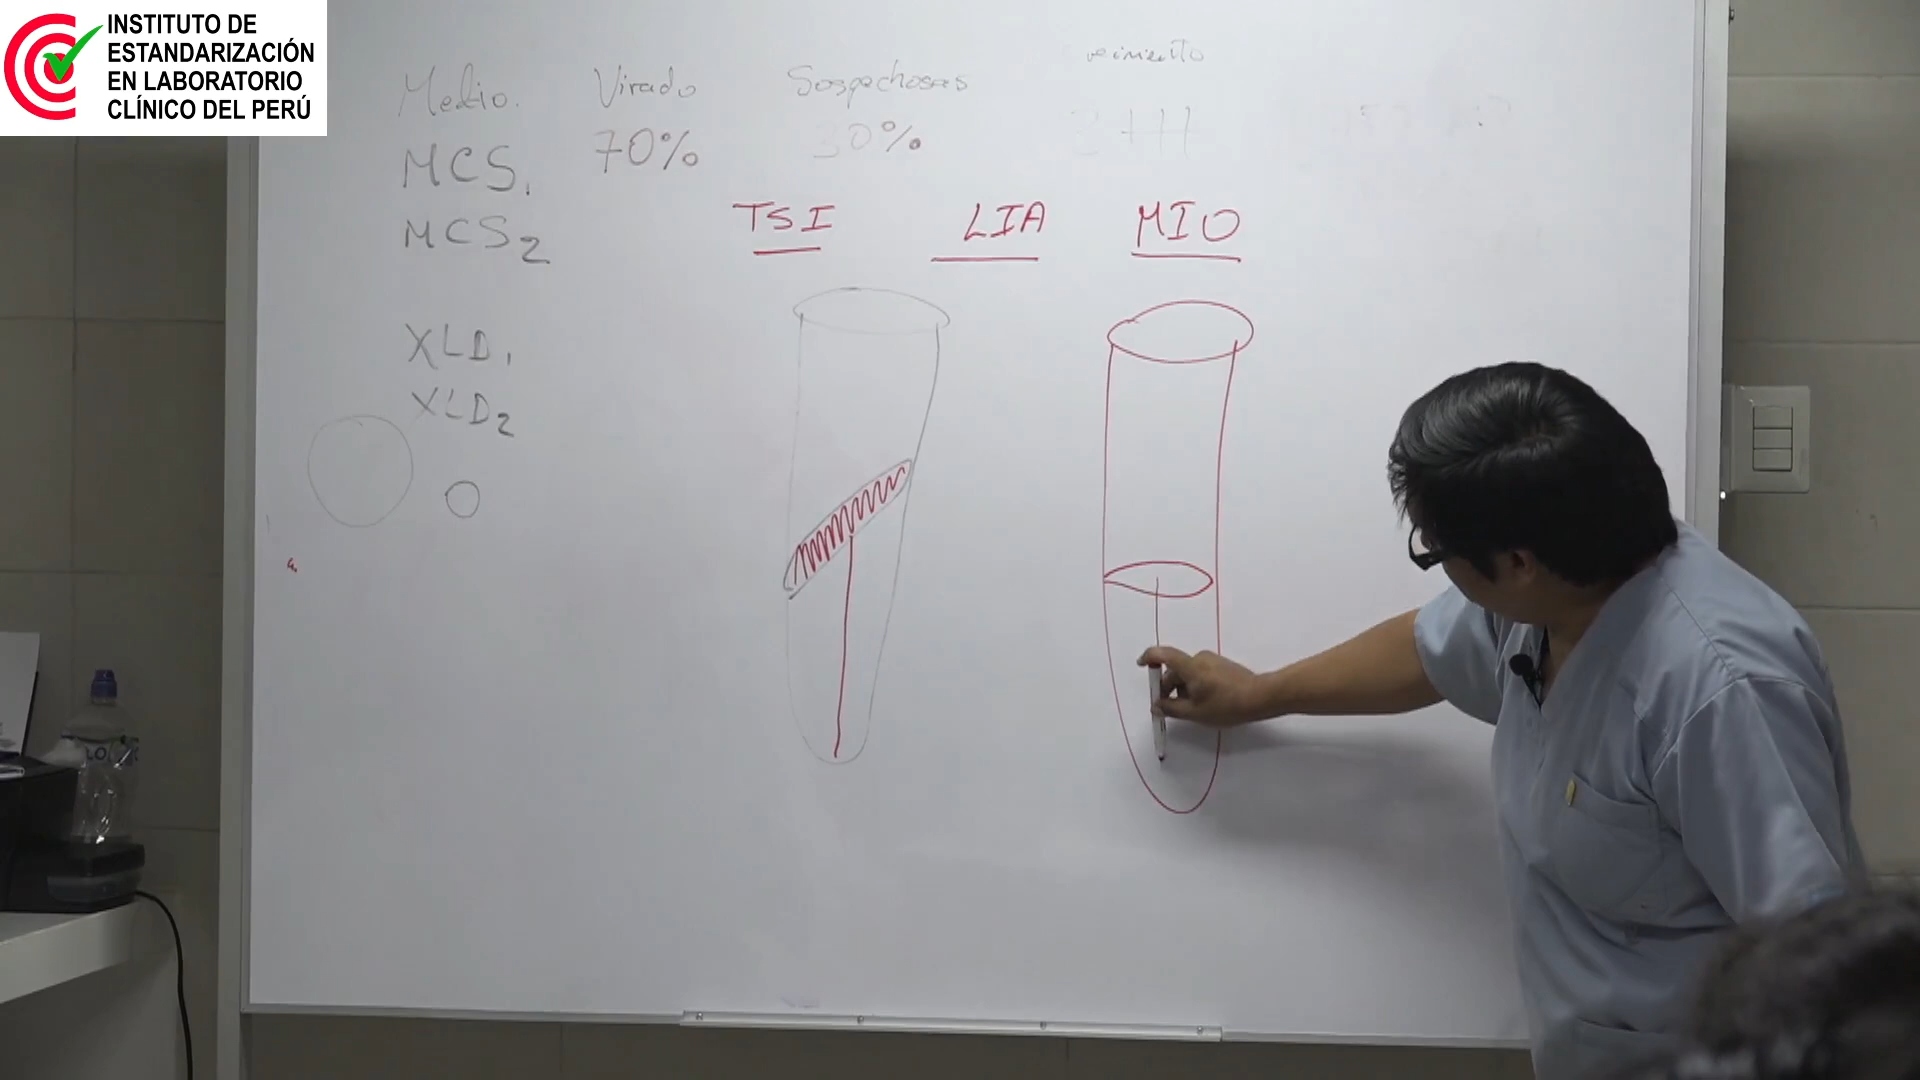 INSTITUTO DE
ESTANDARIZACIÓN
EN LABORATORIO
CLÍNICO DEL PERÚ
Medio. Virado Sospechosas
MCS1 70% 30%
MCS2
TSI LIA MIO
XLD1
XLD2